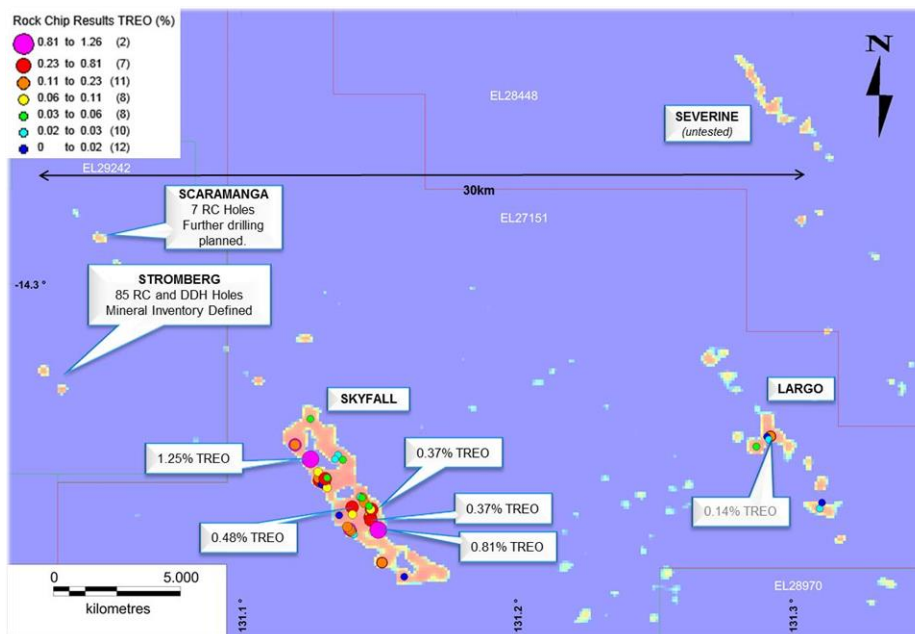 Rock Chip Results TREO (%)
0.81 to 1.26 (2)
0.23 to 0.81 (7)
0.11 to 0.23 (11)
0.06 to 0.11 (8)
0.03 to 0.06 (8)
0.02 to 0.03 (10)
0 to 0.02 (12)
EL28448
N
SEVERINE
(untested)
EL29242
30km
SCARAMANGA
7 RC Holes
Further drilling
planned.
EL27151
-14.3 °
STROMBERG
85 RC and DDH Holes
Mineral Inventory Defined
SKYFALL
LARGO
1.25% TREO
0.37% TREO
0.37% TREO
0.14% TREO
0.48% TREO
0.81% TREO
0 5,000
kilometres
EL28970
131.1 °
131.2 °
131.3 °